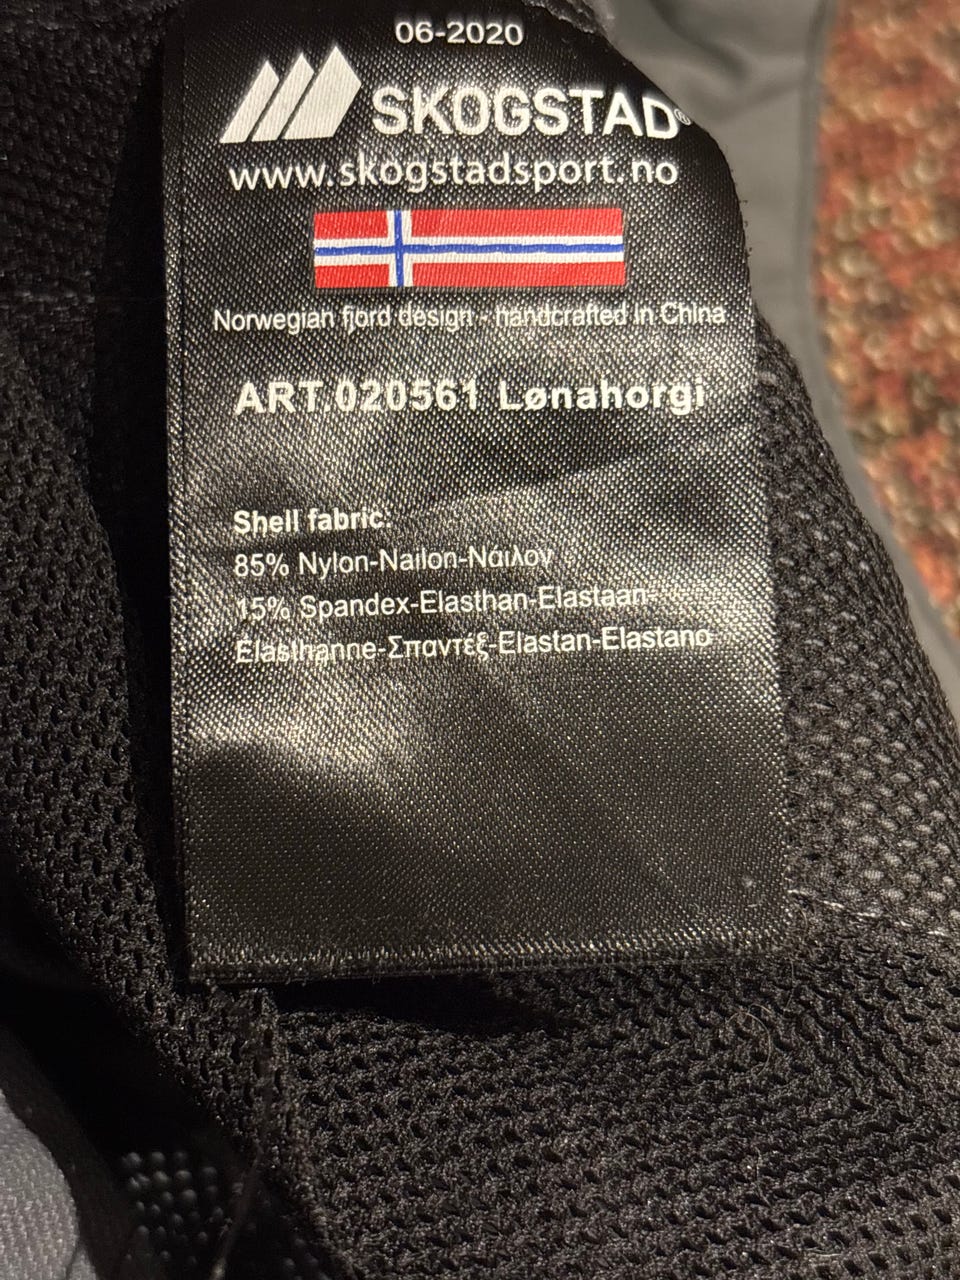 06-2020
SKOGSTAD®
www.skogstadsport.no
Norwegian fjord design - handcrafted in China
ART.020561 Lønahorgi
Shell fabric:
85% Nylon-Nailon-Νάιλον
15% Spandex-Elasthan-Elastaan-
Elasthanne-Σπαντέξ-Elastan-Elastano